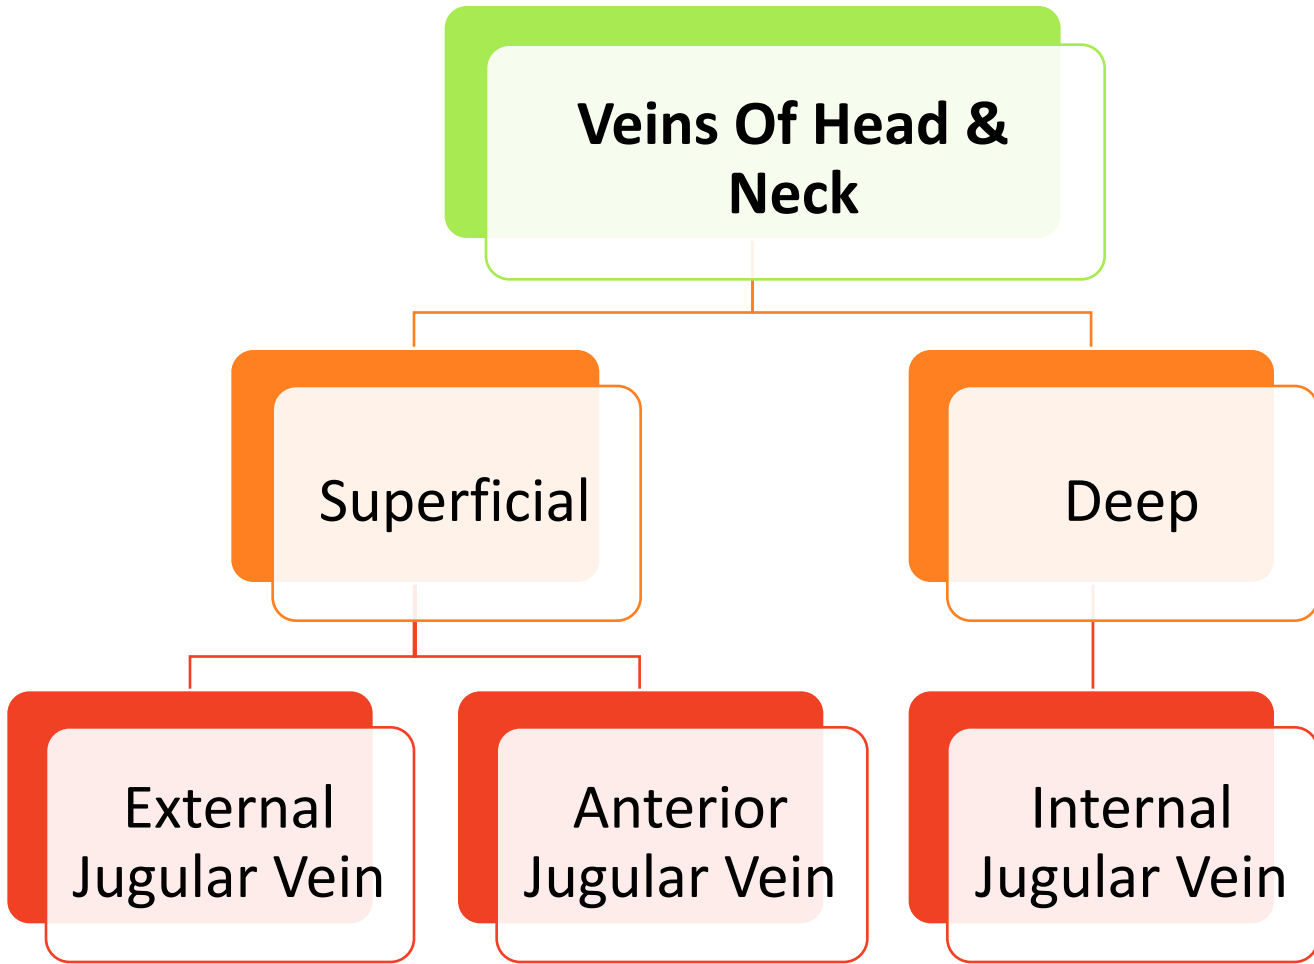 Veins Of Head &
Neck
Superficial
Deep
External
Jugular Vein
Anterior
Jugular Vein
Internal
Jugular Vein